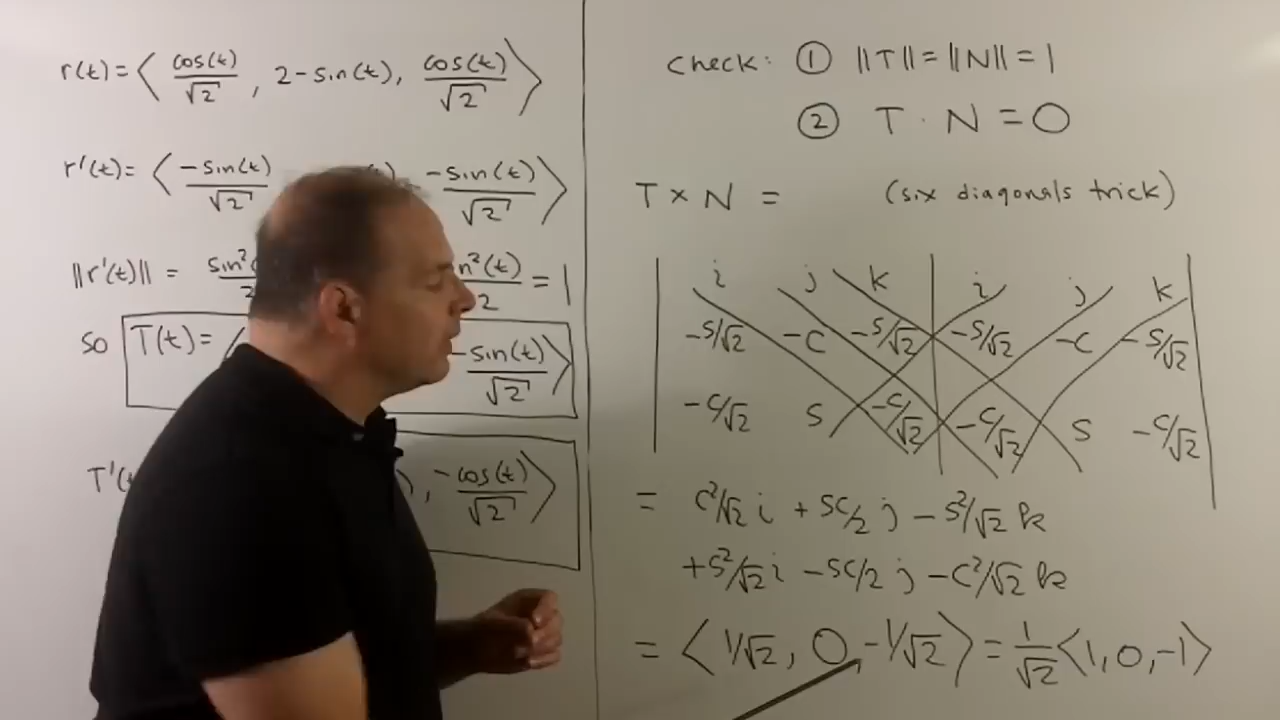 r(t) = ⟨ cos(t)/√2 , 2 - sin(t), cos(t)/√2 ⟩
r'(t) = ⟨ -sin(t)/√2 -sin(t)/√2 ⟩
||r'(t)|| = sin² n²(t)/2 = 1
so T(t) = ⟨ -sin(t)/√2 ⟩
T'( , -cos(t)/√2 ⟩
check: ① ||T|| = ||N|| = 1
② T · N = 0
T × N = (six diagonals trick)
i j k i j k
-S/√2 -C -S/√2 -S/√2 -C -S/√2
-C/√2 S -C/√2 -C/√2 S -C/√2
= C²/√2 i + SC/2 j - S²/√2 k
+ S²/√2 i - SC/2 j - C²/√2 k
= ⟨ 1/√2, 0, -1/√2 ⟩ = 1/√2 ⟨1, 0, -1⟩